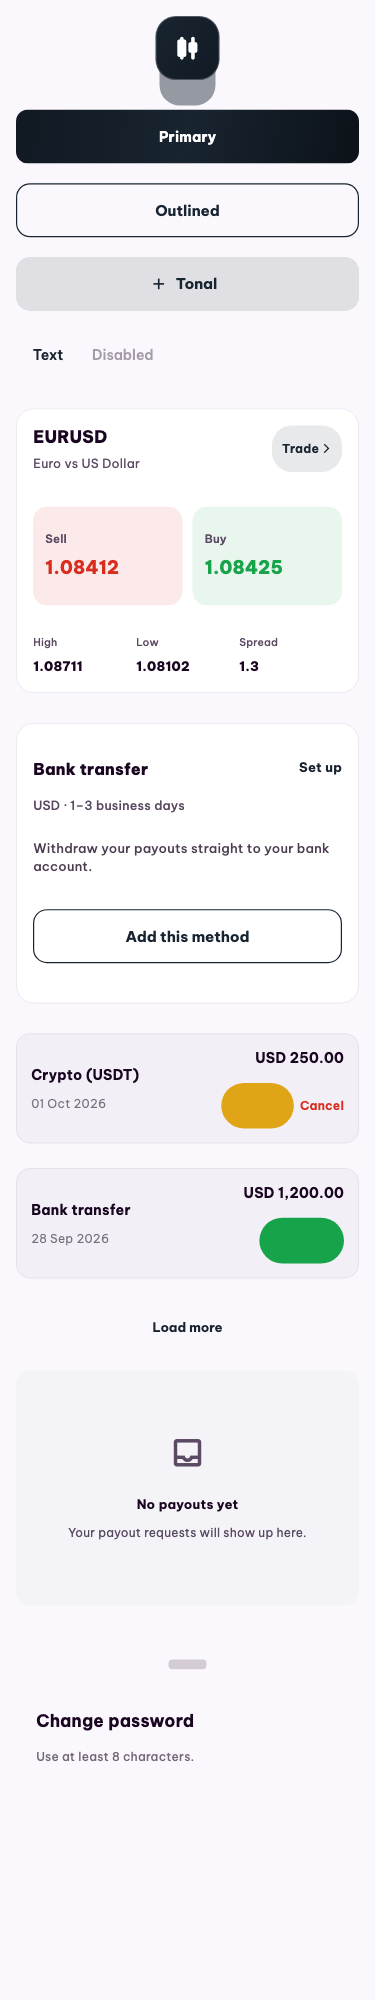 Primary
Outlined
+ Tonal
Text Disabled
EURUSD
Euro vs US Dollar
Trade >
Sell
1.08412
Buy
1.08425
High Low Spread
1.08711 1.08102 1.3
Bank transfer Set up
USD · 1–3 business days
Withdraw your payouts straight to your bank
account.
Add this method
USD 250.00
Crypto (USDT)
01 Oct 2026 Cancel
USD 1,200.00
Bank transfer
28 Sep 2026
Load more
No payouts yet
Your payout requests will show up here.
Change password
Use at least 8 characters.